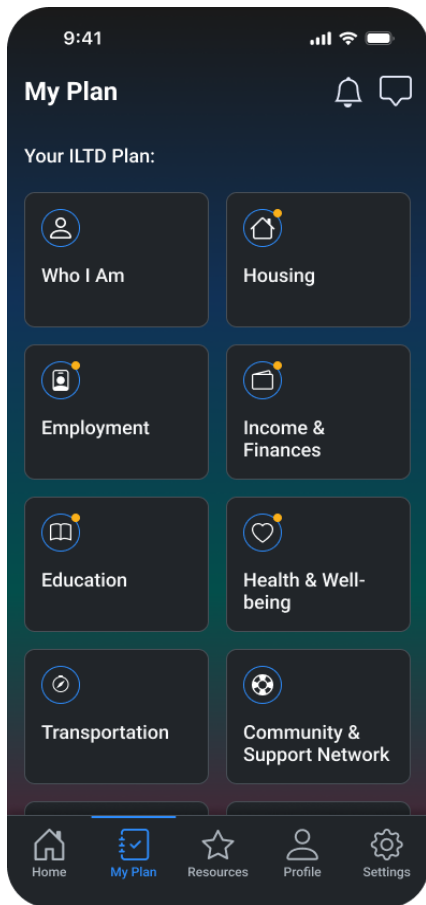 9:41
My Plan
Your ILTD Plan:
Who I Am
Housing
Employment
Income &
Finances
Education
Health & Well-
being
Transportation
Community &
Support Network
Home
My Plan
Resources
Profile
Settings